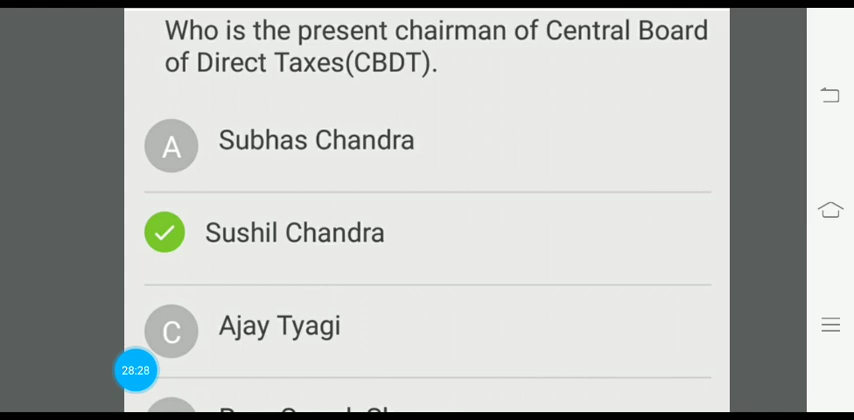 Who is the present chairman of Central Board
of Direct Taxes(CBDT).
A Subhas Chandra
Sushil Chandra
C Ajay Tyagi
28:28